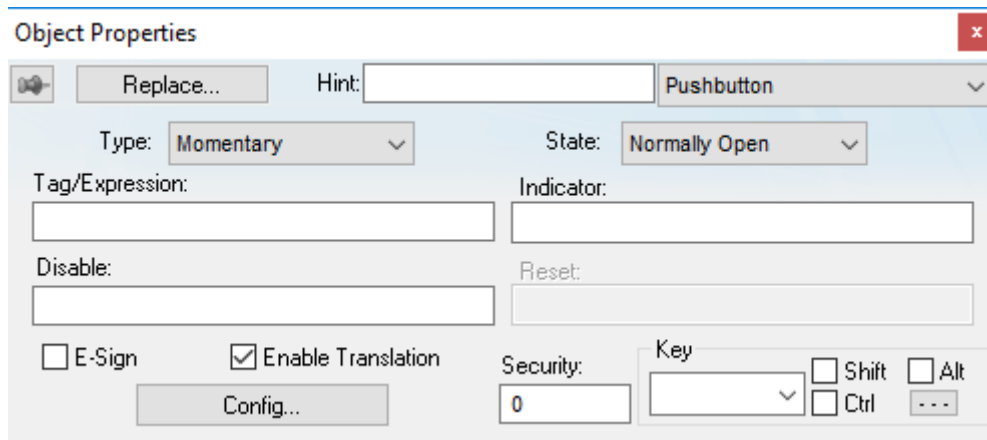 Object Properties x
Replace... Hint: Pushbutton
Type: Momentary State: Normally Open
Tag/Expression: Indicator:
Disable: Reset:
E-Sign Enable Translation Security: Key Shift Alt
Config... 0 Ctrl ---